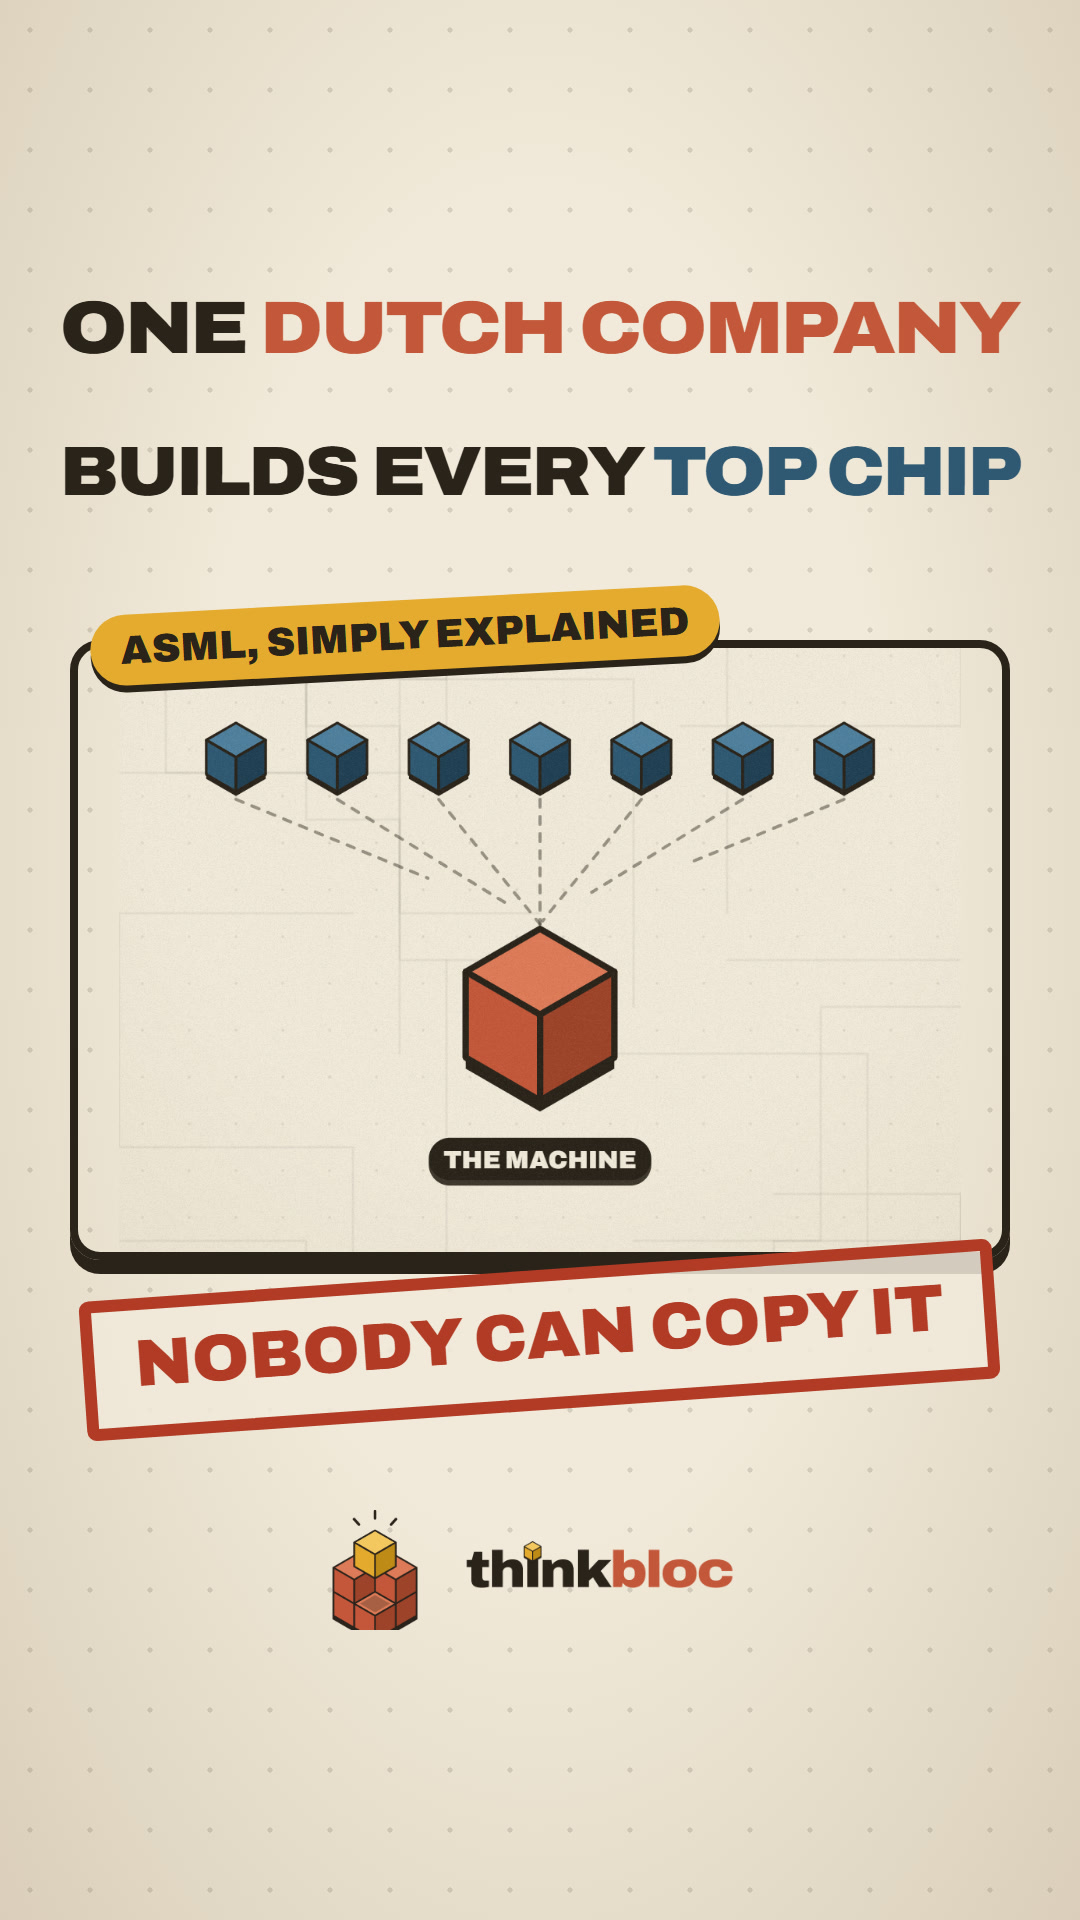 ONE DUTCH COMPANY
BUILDS EVERY TOP CHIP
ASML, SIMPLY EXPLAINED
THE MACHINE
NOBODY CAN COPY IT
thinkbloc